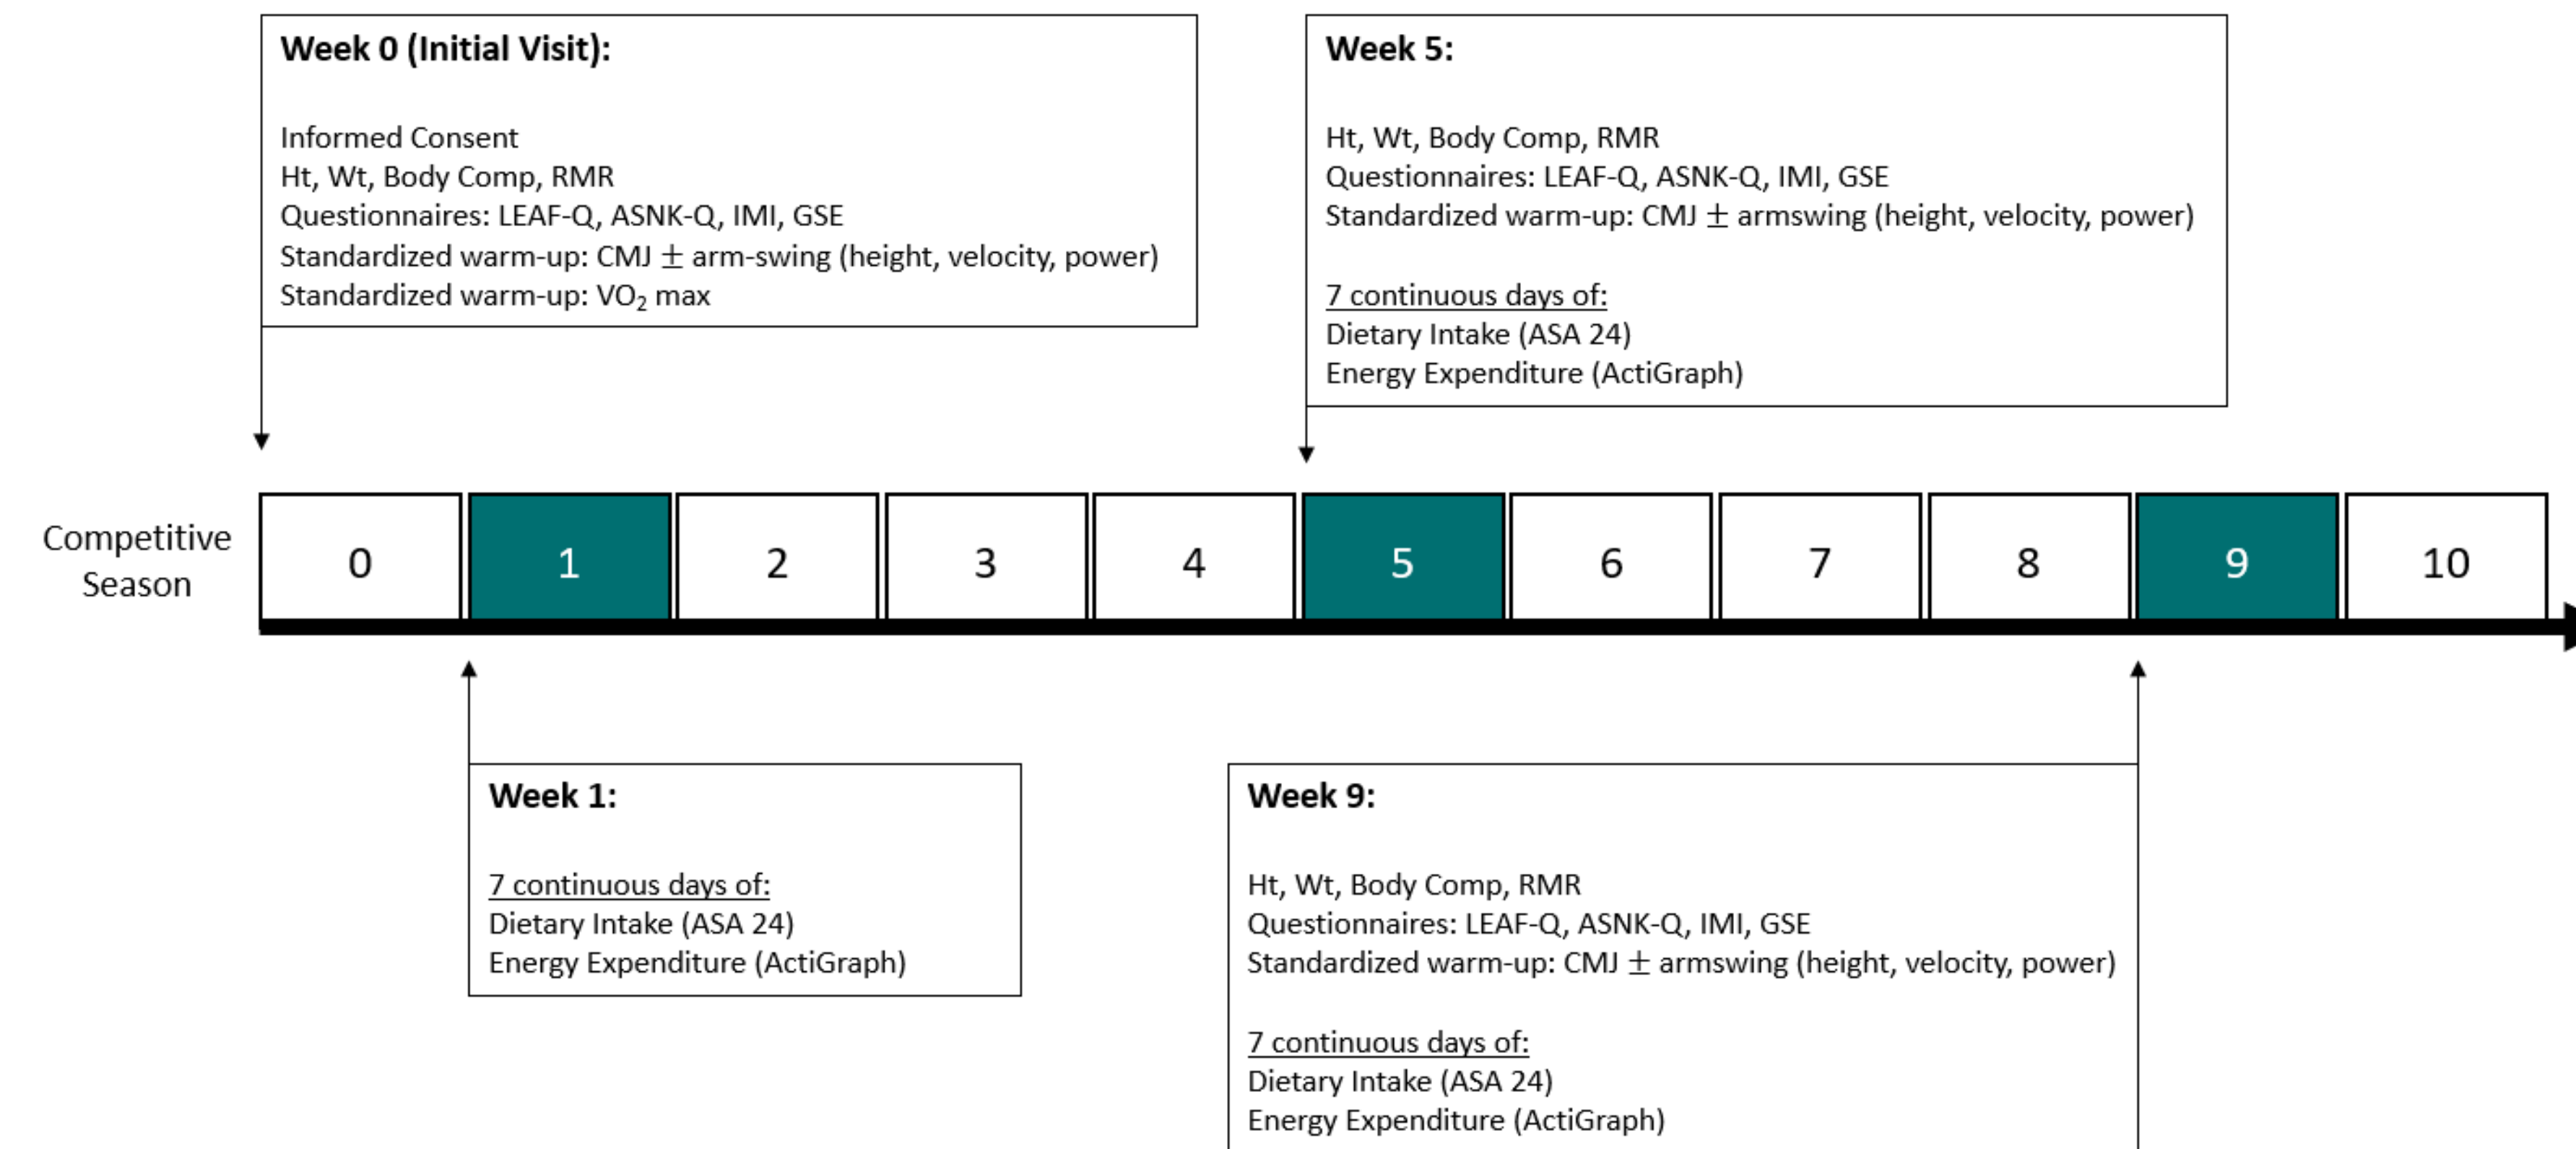 Week 0 (Initial Visit):
Informed Consent
Ht, Wt, Body Comp, RMR
Questionnaires: LEAF-Q, ASNK-Q, IMI, GSE
Standardized warm-up: CMJ ± arm-swing (height, velocity, power)
Standardized warm-up: VO₂ max
Week 5:
Ht, Wt, Body Comp, RMR
Questionnaires: LEAF-Q, ASNK-Q, IMI, GSE
Standardized warm-up: CMJ ± armswing (height, velocity, power)
7 continuous days of:
Dietary Intake (ASA 24)
Energy Expenditure (ActiGraph)
Competitive
Season
0 1 2 3 4 5 6 7 8 9 10
Week 1:
7 continuous days of:
Dietary Intake (ASA 24)
Energy Expenditure (ActiGraph)
Week 9:
Ht, Wt, Body Comp, RMR
Questionnaires: LEAF-Q, ASNK-Q, IMI, GSE
Standardized warm-up: CMJ ± armswing (height, velocity, power)
7 continuous days of:
Dietary Intake (ASA 24)
Energy Expenditure (ActiGraph)